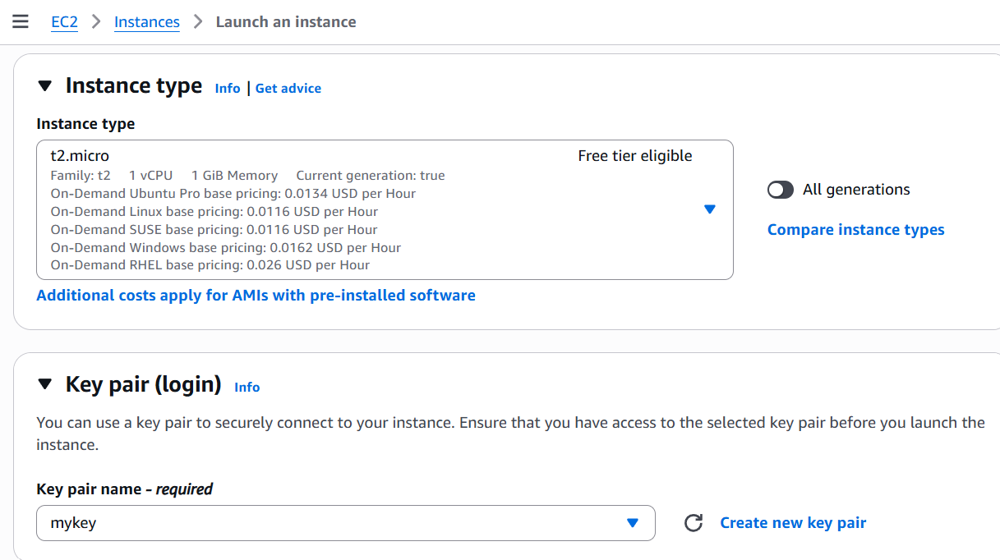 EC2 > Instances > Launch an instance
Instance type Info | Get advice
Instance type
t2.micro Free tier eligible
Family: t2 1 vCPU 1 GiB Memory Current generation: true
On-Demand Ubuntu Pro base pricing: 0.0134 USD per Hour
On-Demand Linux base pricing: 0.0116 USD per Hour
On-Demand SUSE base pricing: 0.0116 USD per Hour
On-Demand Windows base pricing: 0.0162 USD per Hour
On-Demand RHEL base pricing: 0.026 USD per Hour
All generations
Compare instance types
Additional costs apply for AMIs with pre-installed software
Key pair (login) Info
You can use a key pair to securely connect to your instance. Ensure that you have access to the selected key pair before you launch the
instance.
Key pair name - required
mykey
Create new key pair